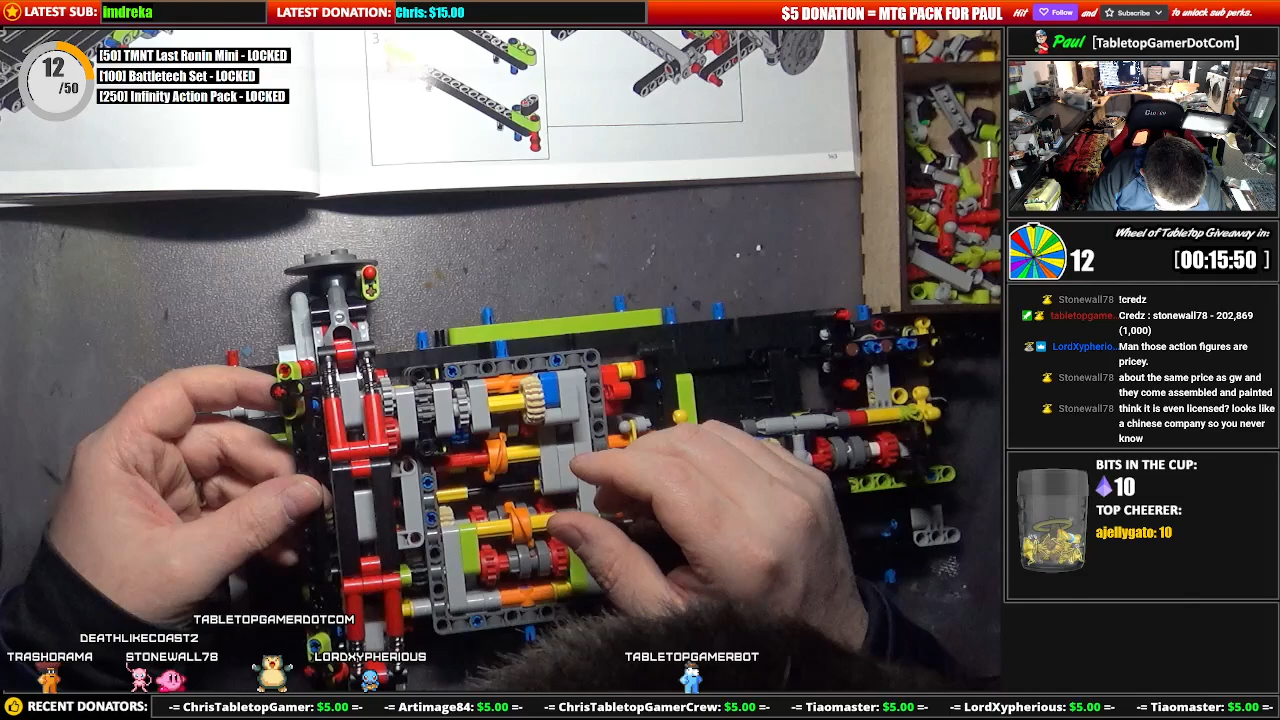 LATEST SUB: imdreka
LATEST DONATION: Chris: $15.00
$5 DONATION = MTG PACK FOR PAUL
Hit Follow and Subscribe to unlock sub perks.
12
/50
[50] TMNT Last Ronin Mini - LOCKED
[100] Battletech Set - LOCKED
[250] Infinity Action Pack - LOCKED
3
Paul [TabletopGamerDotCom]
Wheel of Tabletop Giveaway in:
12 [00:15:50 ]
Stonewall78 !credz
tabletopgame.. Credz : stonewall78 - 202,869
(1,000)
LordXypherio.. Man those action figures are
pricey.
Stonewall78 about the same price as gw and
they come assembled and painted
Stonewall78 think it is even licensed? looks like
a chinese company so you never
know
BITS IN THE CUP:
10
TOP CHEERER:
ajellygato: 10
TABLETOPGAMERDOTCOM
DEATHLIKECOAST2
TRASHORAMA STONEWALL78 LORDXYPHERIOUS TABLETOPGAMERBOT
RECENT DONATORS: -= ChristabletopGamer: $5.00 =- -= Artimage84: $5.00 =- -= ChrisTabletopGamerCrew: $5.00 =- -= Tiaomaster: $5.00 =- -= LordXypherious: $5.00 =- -= Tiaomaster: $5.00 =-